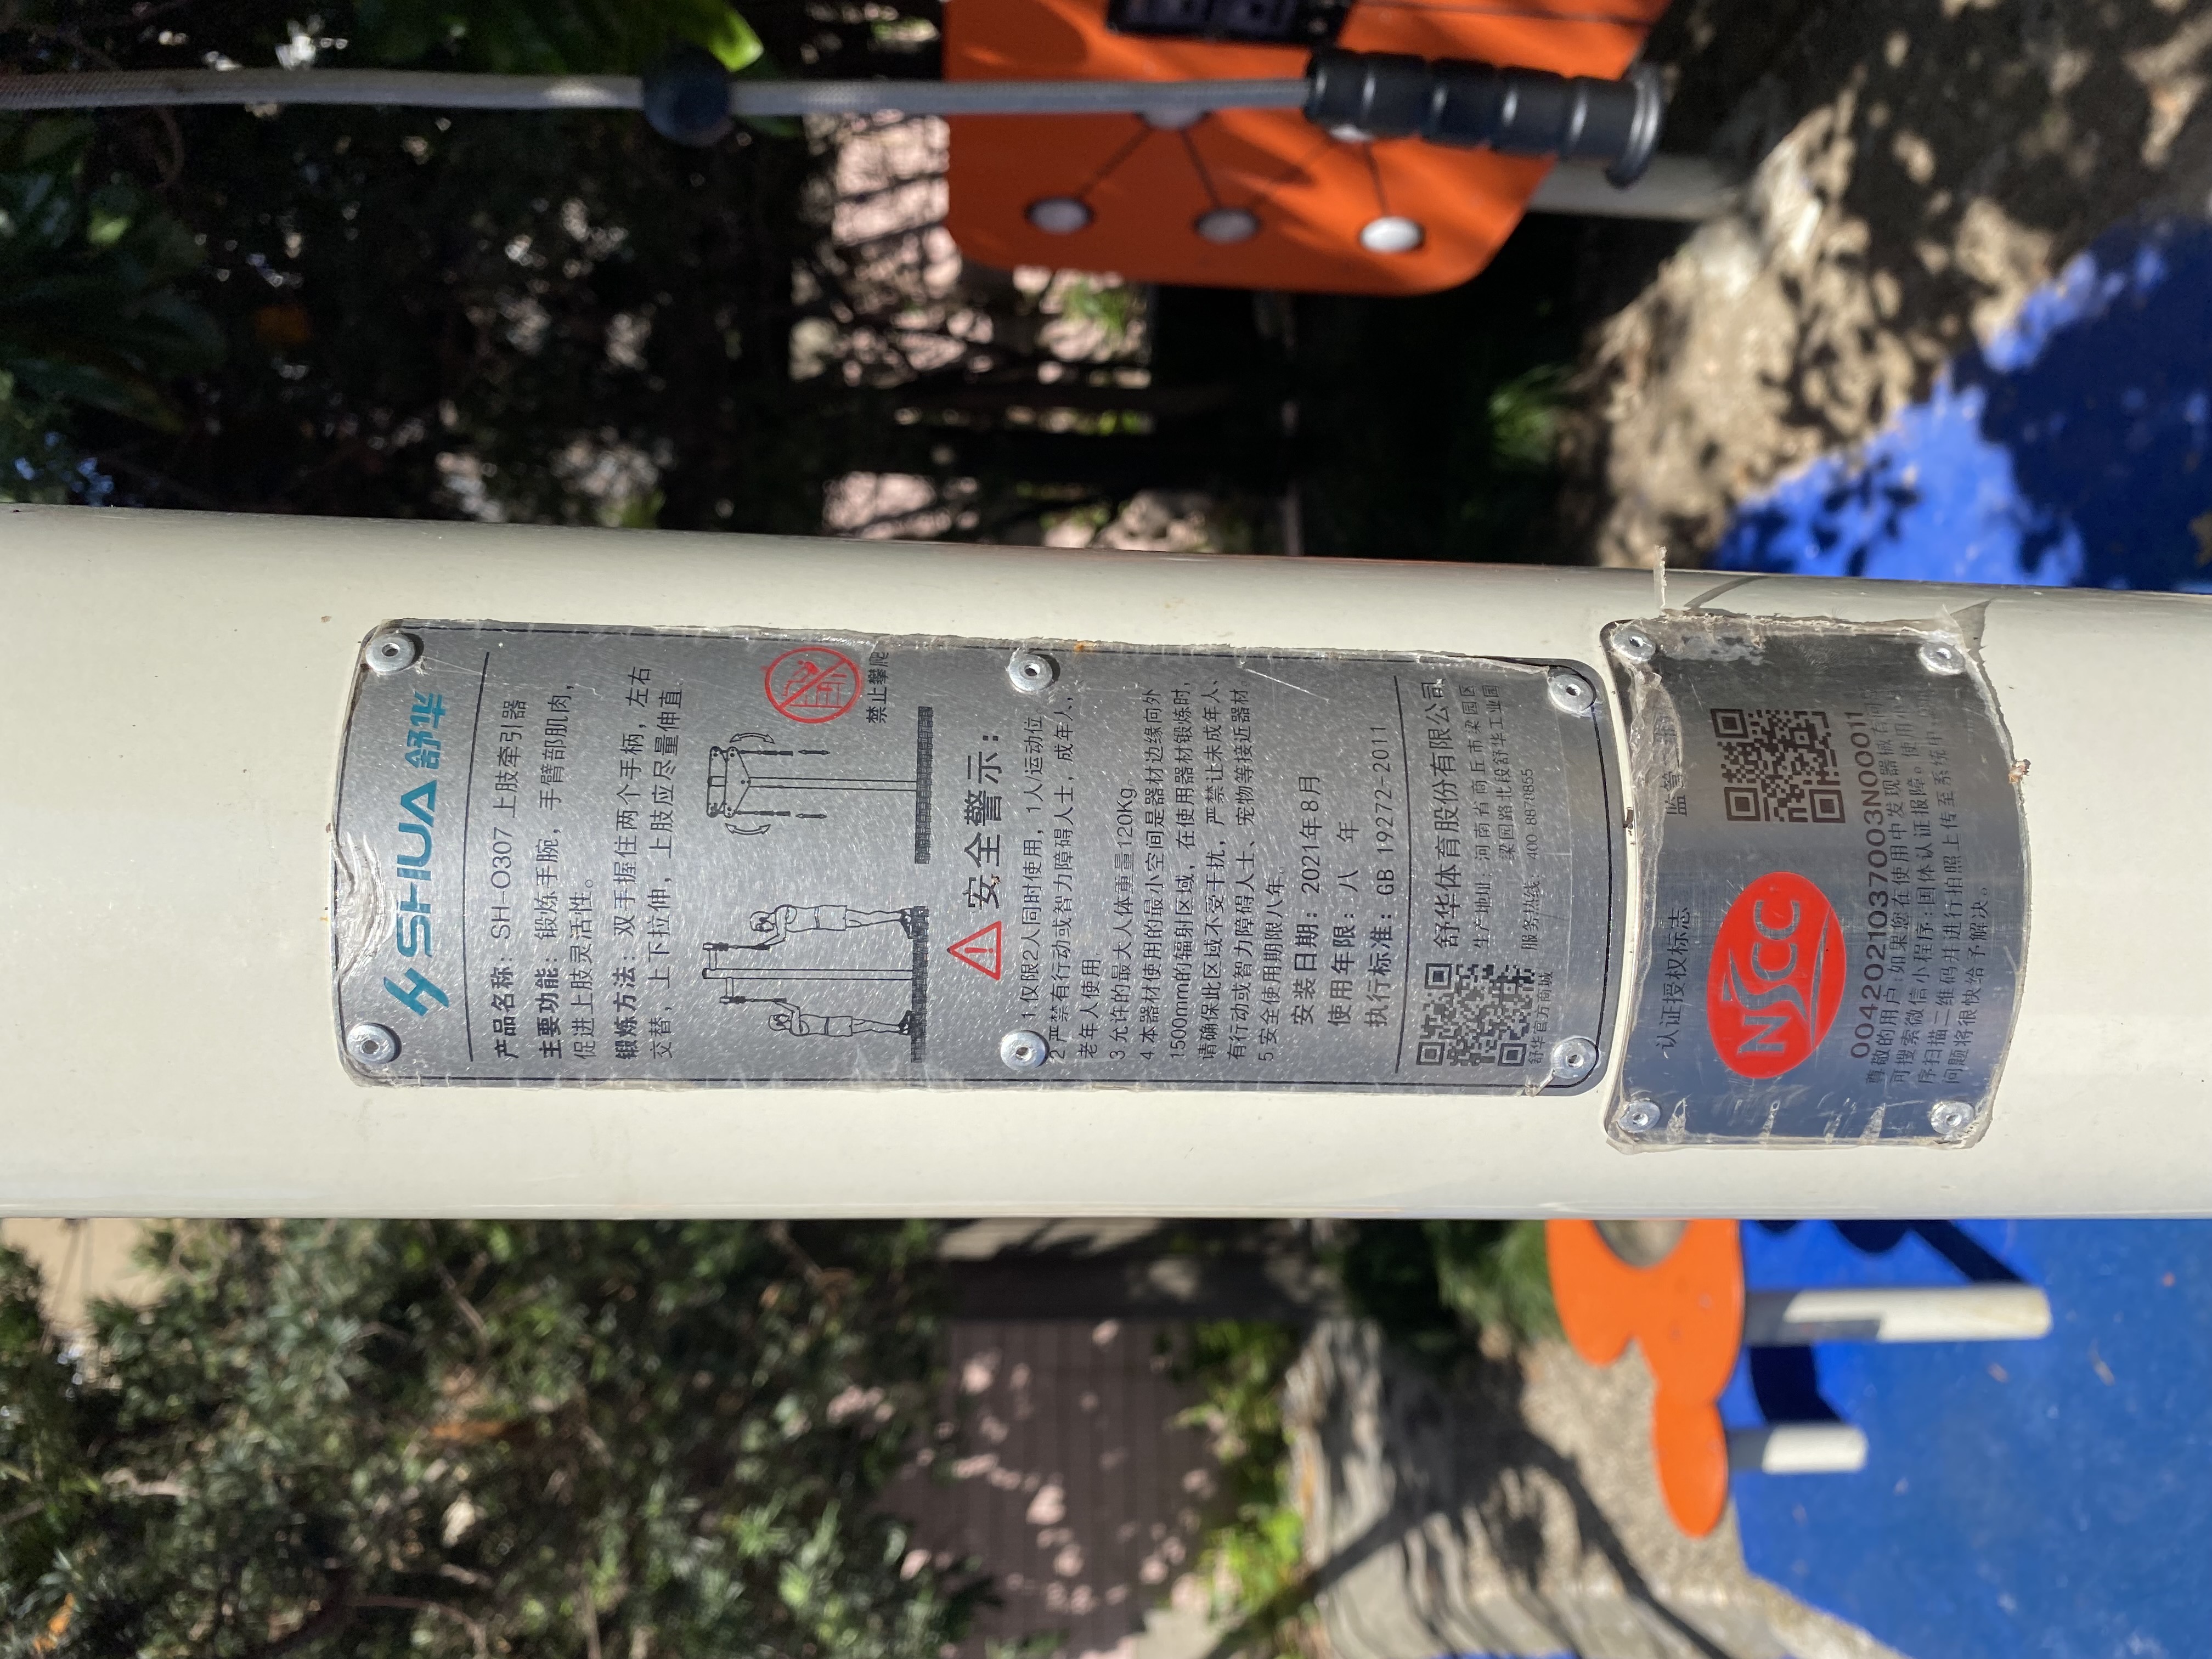 SHUA 舒华
产品名称：SH-O307 上肢牵引器
主要功能：锻炼手腕，手臂部肌肉，
促进上肢灵活性。
锻炼方法：双手握住两个手柄，左右
交替，上下拉伸，上肢应尽量伸直
禁止攀爬
安全警示：
1 仅限2人同时使用，1人运动位
2 严禁有行动或智力障碍人士，成年人、
老年人使用
3 允许的最大人体重量120Kg.
4 本器材使用的最小空间是器材边缘向外
1500mm的辐射区域，在使用器材锻炼时，
请确保此区域不受干扰，严禁让未成年人、
有行动或智力障碍人士、宠物等接近器材
5 安全使用期限八年。
安装日期：2021年8月
使用年限：八 年
执行标准：GB 19272-2011
舒华体育股份有限公司
生产地址：河南省商丘市梁园区
梁园路北段舒华工业园
服务热线：
舒华官方商城
认证授权标志
监管
NSCC
0042021037003N00011
尊敬的用户：如果您在使用中发现器械有
可搜索微信小程序：国体认证报障。使用
序扫描二维码并进行拍照上传至系统中
问题将很快给予解决。